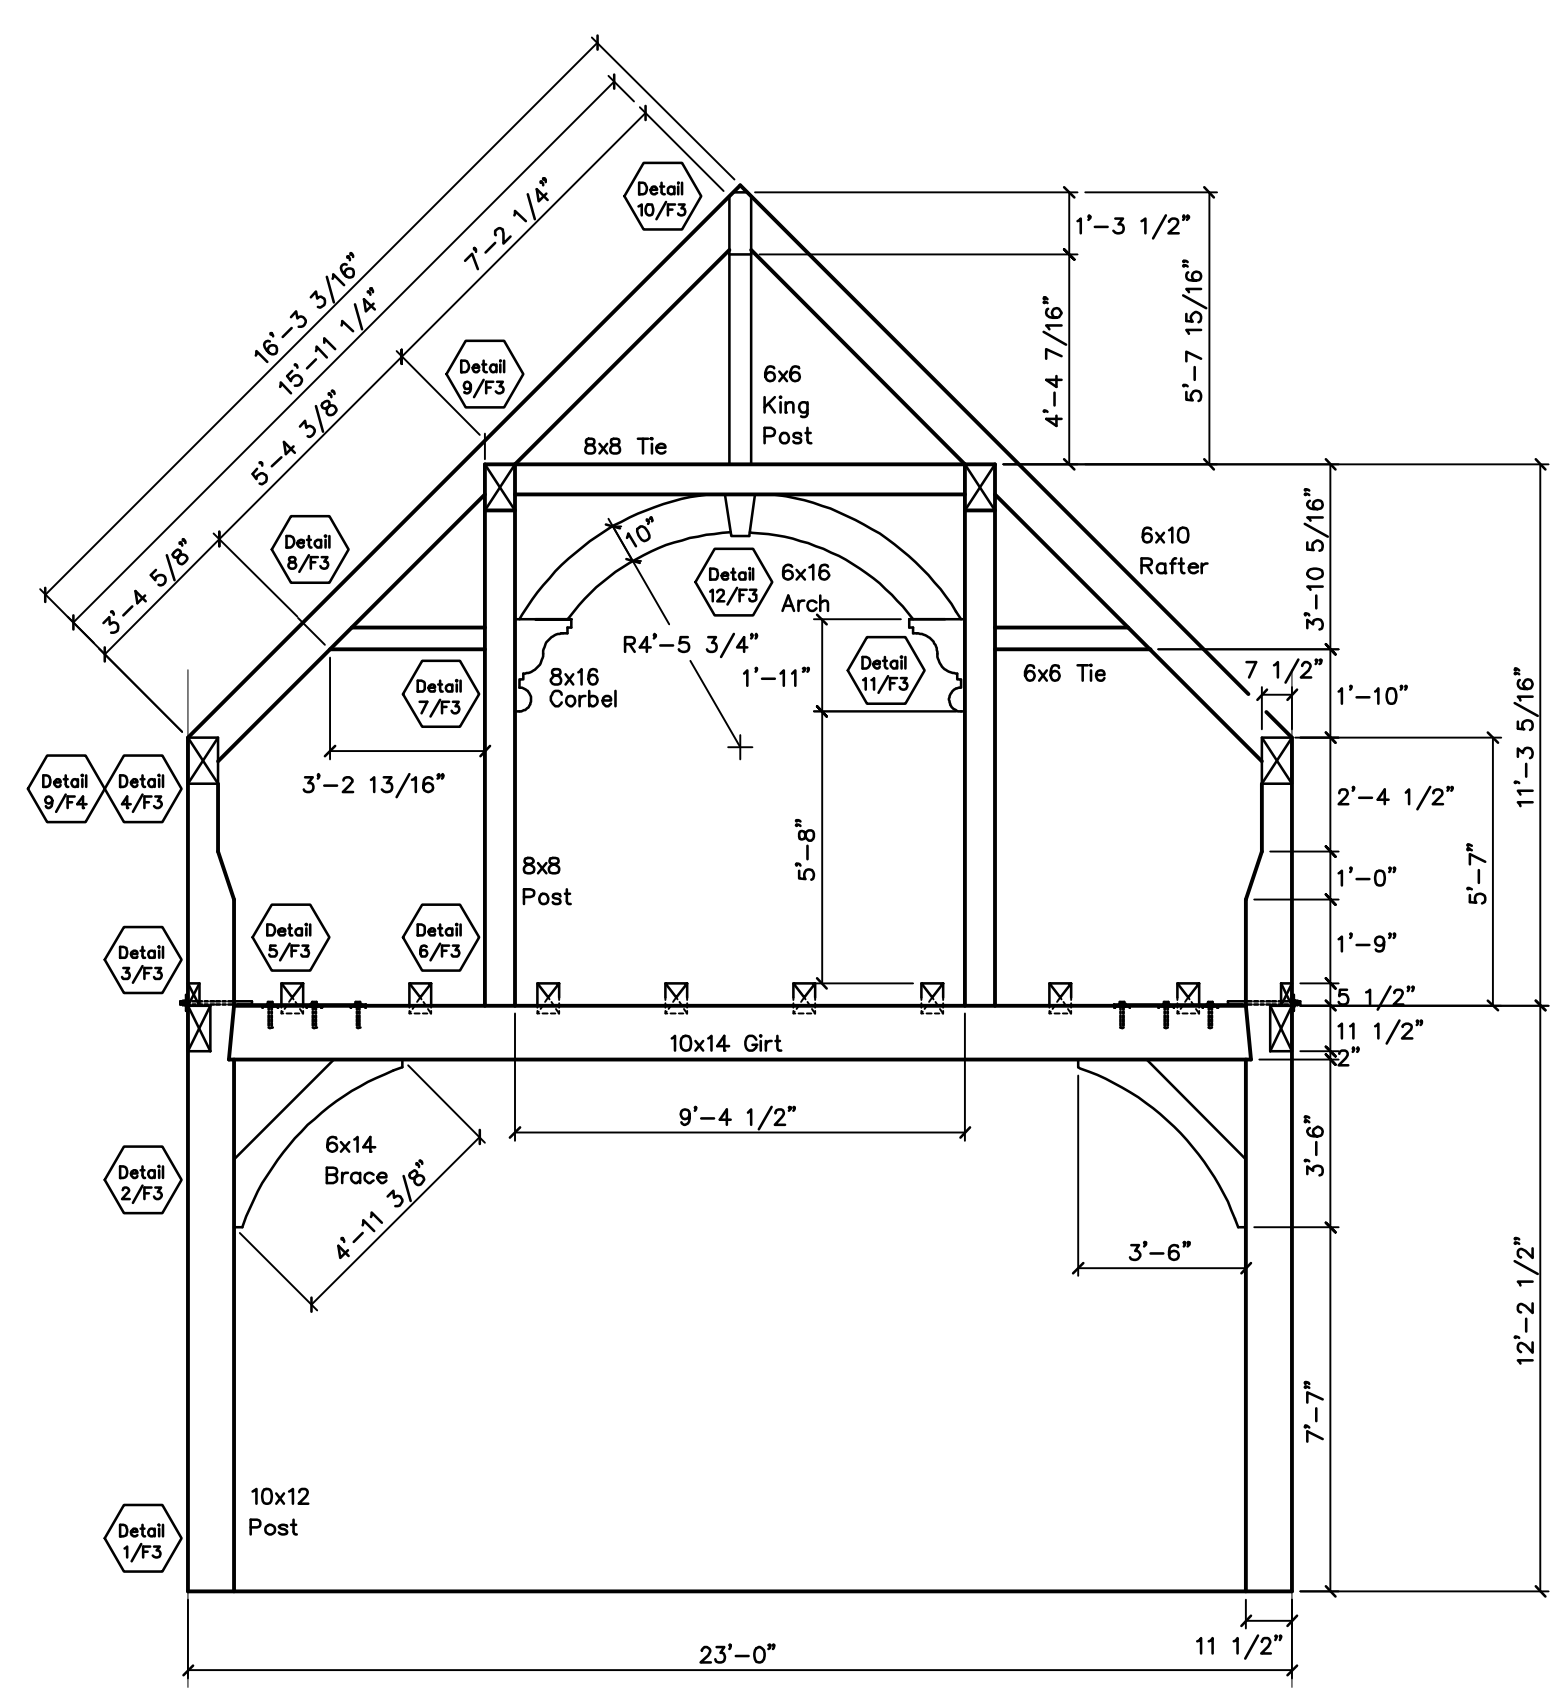 Detail
10/F3
1'-3 1/2"
7'-2 1/4"
16'-3 3/16"
15'-11 1/4"
5'-7 15/16"
4'-4 7/16"
Detail
9/F3
6x6
King
Post
5'-4 3/8"
8x8 Tie
3'-10 5/16"
10"
6x10
Rafter
Detail
8/F3
3'-4 5/8"
Detail
12/F3
6x16
Arch
R4'-5 3/4"
1'-11"
Detail
11/F3
6x6 Tie
7 1/2"
8x16
Corbel
Detail
7/F3
1'-10"
11'-3 5/16"
3'-2 13/16"
Detail
9/F4
Detail
4/F3
2'-4 1/2"
5'-8"
8x8
Post
1'-0"
5'-7"
Detail
5/F3
Detail
6/F3
Detail
3/F3
1'-9"
5 1/2"
11 1/2"
2"
10x14 Girt
9'-4 1/2"
6x14
Brace
4'-11 3/8"
Detail
2/F3
3'-6"
3'-6"
12'-2 1/2"
7'-7"
10x12
Post
Detail
1/F3
11 1/2"
23'-0"